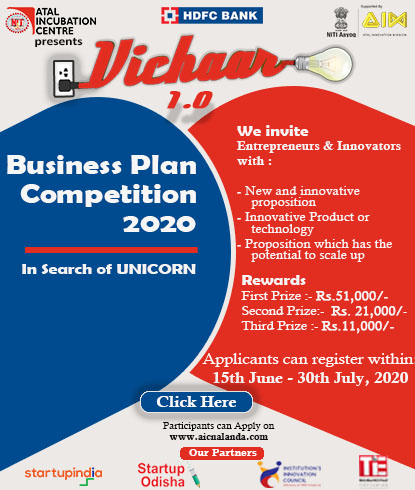 ATAL
INCUBATION
CENTRE
presents
HDFC BANK
Supported By
NITI Aayog
AIM
ATAL INNOVATION MISSION
Vichaar
1.0
Business Plan
Competition
2020
In Search of UNICORN
We invite
Entrepreneurs & Innovators
with :
- New and innovative
proposition
- Innovative Product or
technology
- Proposition which has the
potential to scale up
Rewards
First Prize :- Rs.51,000/-
Second Prize:- Rs. 21,000/-
Third Prize :- Rs.11,000/-
Applicants can register within
15th June - 30th July, 2020
Click Here
Participants can Apply on
www.aicnalanda.com
Our Partners
startupindia
Startup
Odisha
INSTITUTION'S
INNOVATION
COUNCIL
TiE